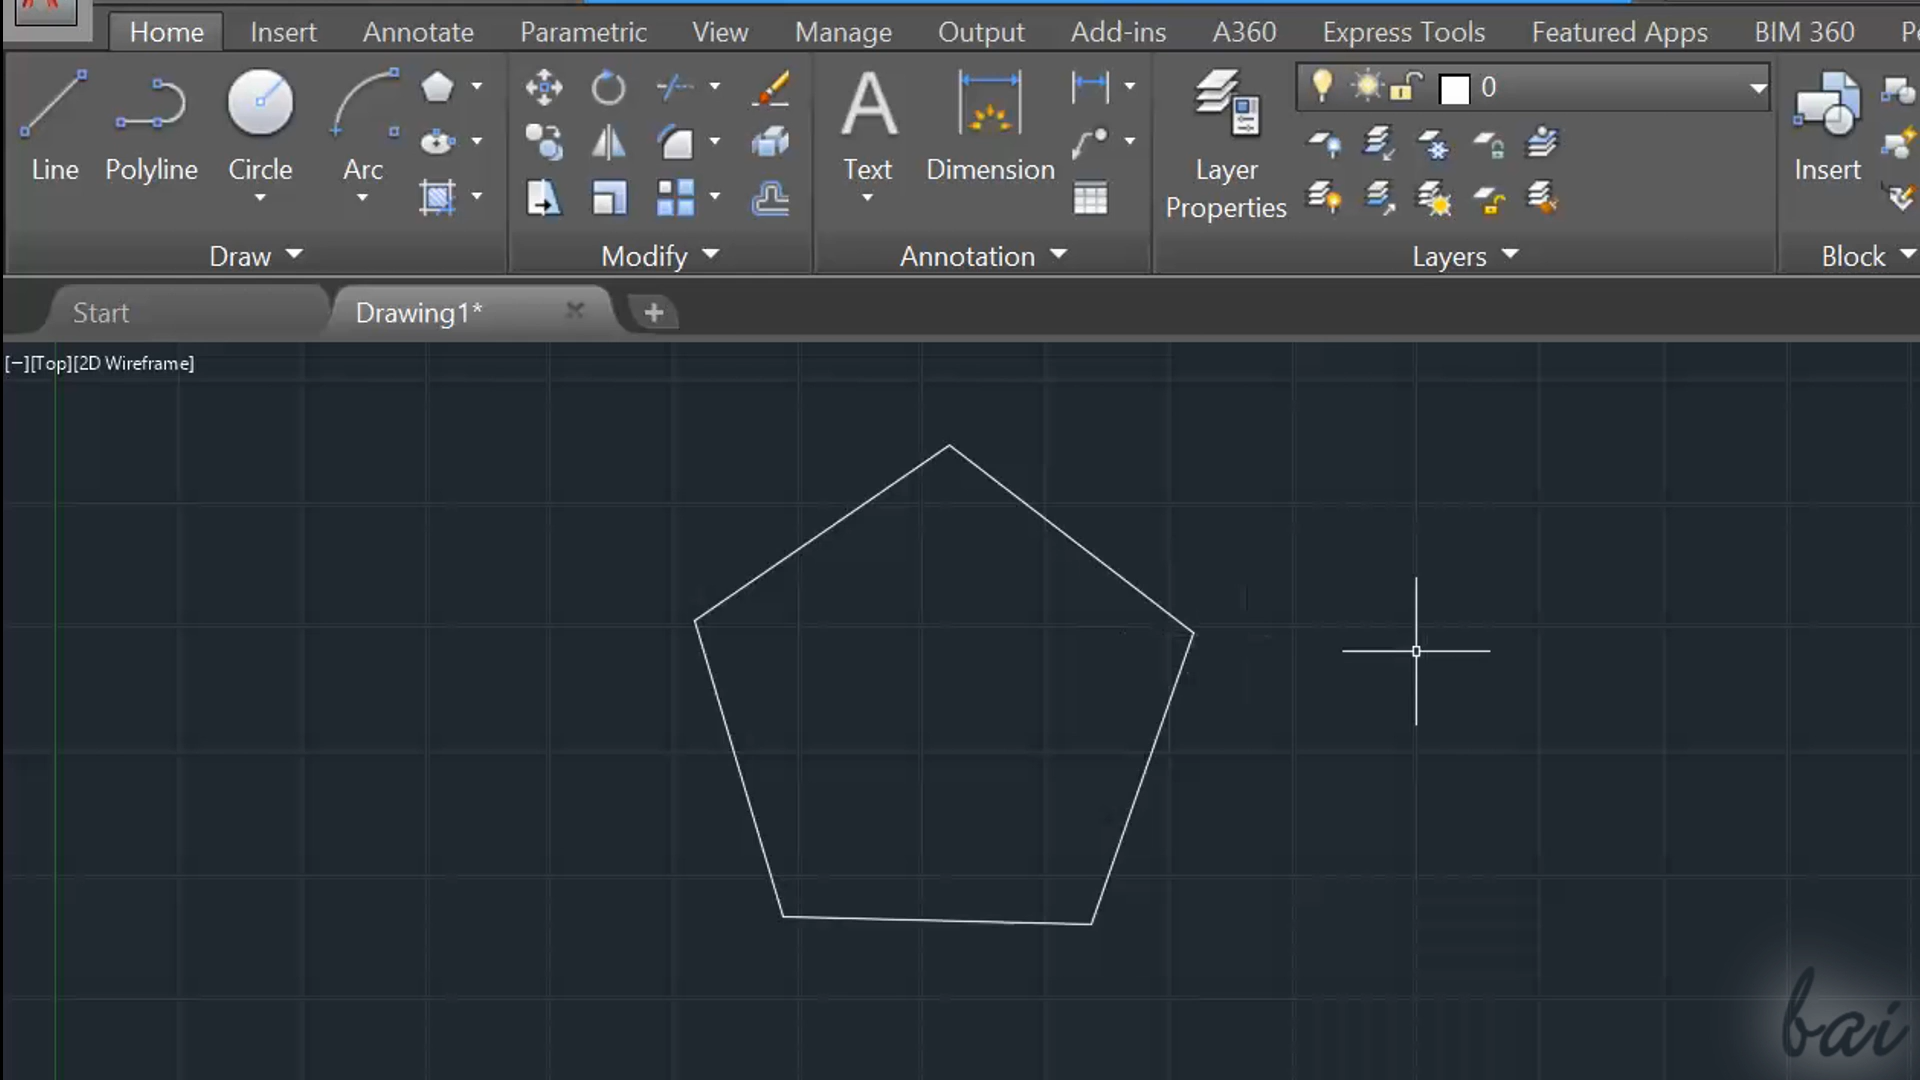 Home Insert Annotate Parametric View Manage Output Add-ins A360 Express Tools Featured Apps BIM 360
Line Polyline Circle Arc Text Dimension Layer Properties 0 Insert
Draw Modify Annotation Layers Block
Start Drawing1*
[−][Top][2D Wireframe]
bai